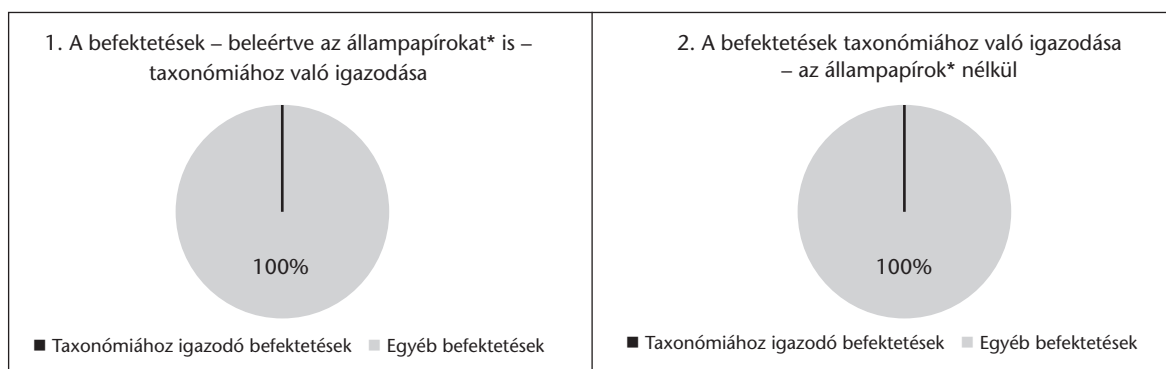 1. A befektetések – beleértve az állampapírokat* is –
taxonómiához való igazodása
100%
■ Taxonómiához igazodó befektetések ■ Egyéb befektetések
2. A befektetések taxonómiához való igazodása
– az állampapírok* nélkül
100%
■ Taxonómiához igazodó befektetések ■ Egyéb befektetések